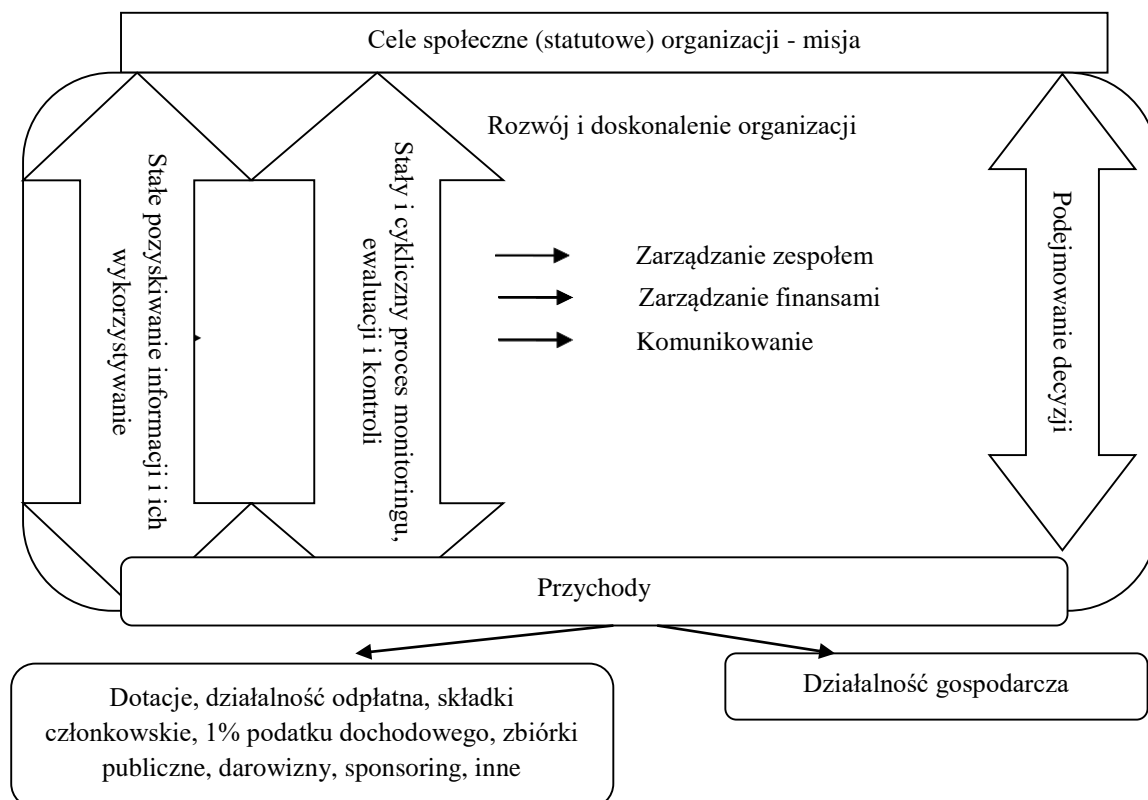 Cele społeczne (statutowe) organizacji - misja
Rozwój i doskonalenie organizacji
Stałe pozyskiwanie informacji i ich
wykorzystywanie
Stały i cykliczny proces monitoringu,
ewaluacji i kontroli
Zarządzanie zespołem
Zarządzanie finansami
Komunikowanie
Podejmowanie decyzji
Przychody
Dotacje, działalność odpłatna, składki
członkowskie, 1% podatku dochodowego, zbiórki
publiczne, darowizny, sponsoring, inne
Działalność gospodarcza